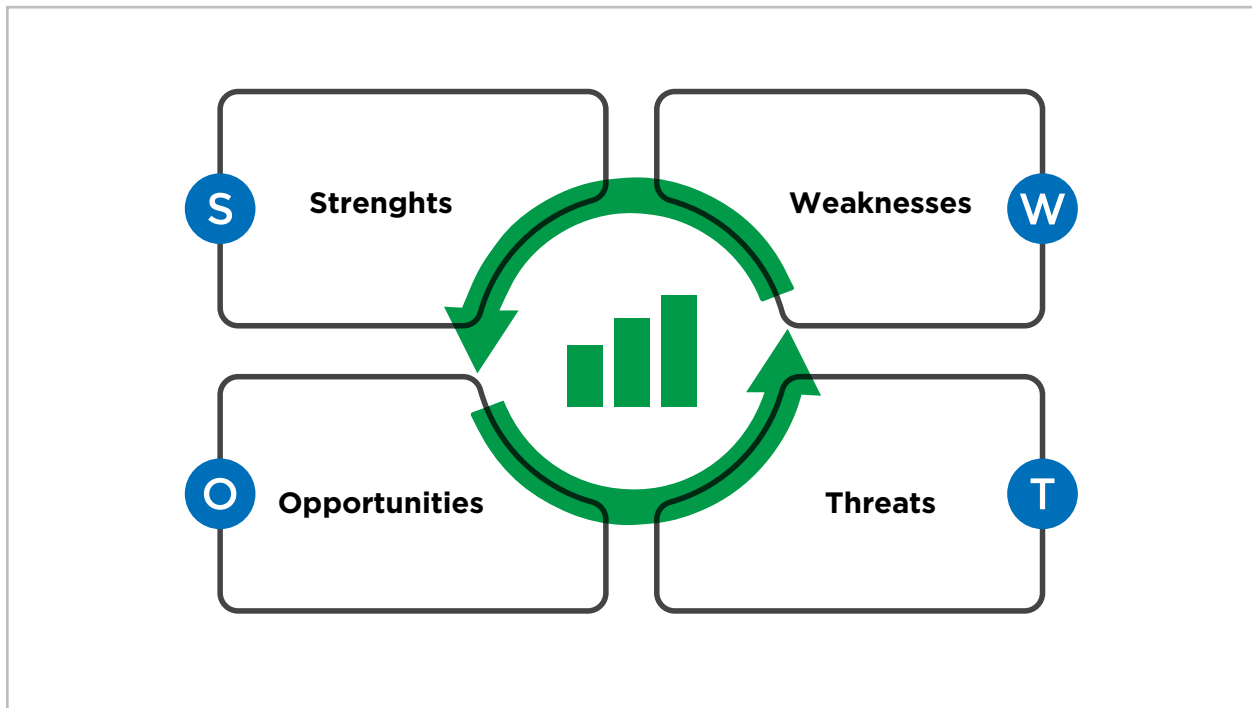 S
Strenghts
Weaknesses
W
O
Opportunities
Threats
T